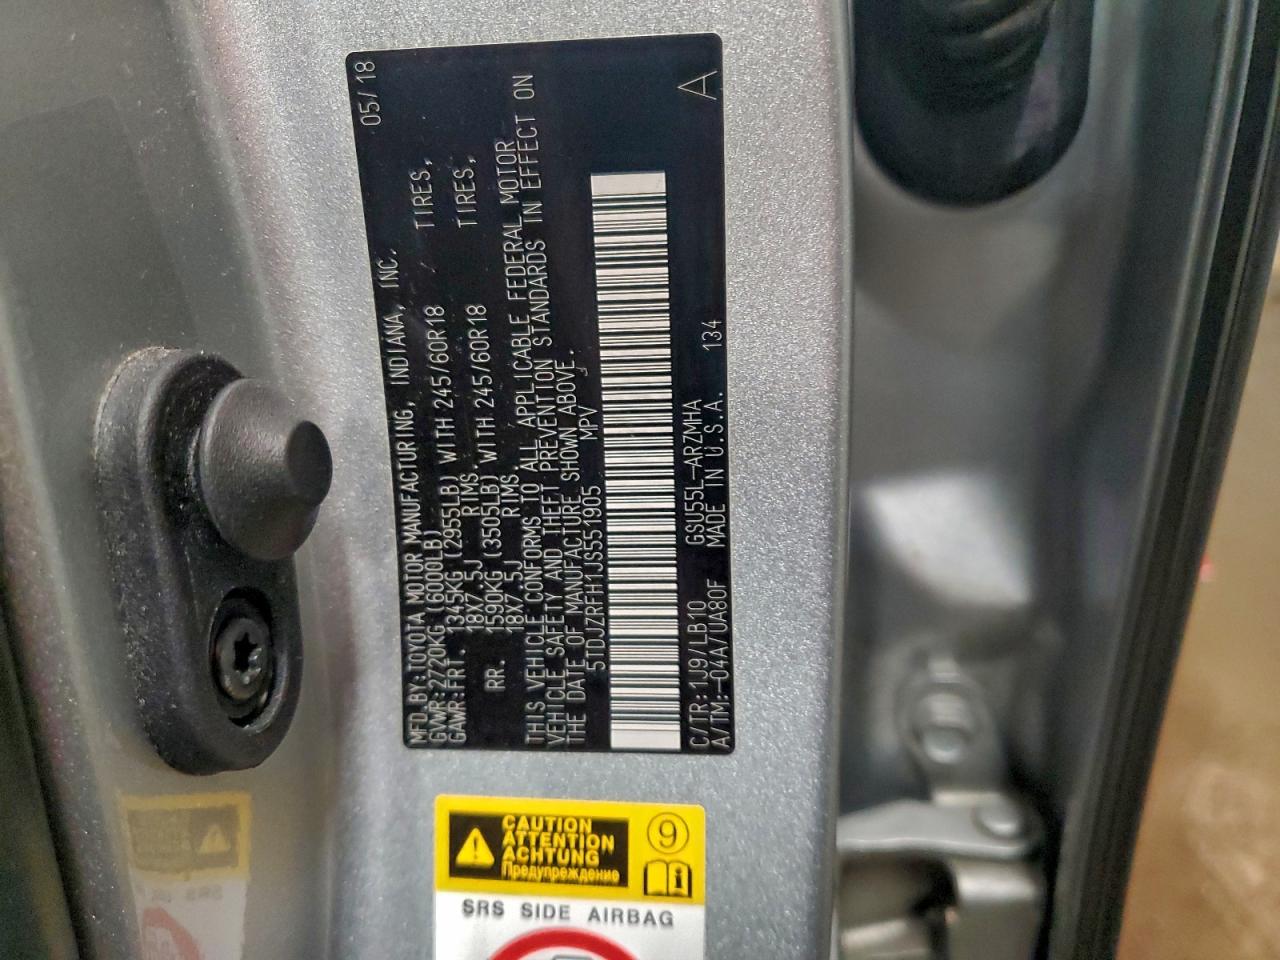 MFD.BY:TOYOTA MOTOR MANUFACTURING, INDIANA, INC. 05/18
GVWR:2720KG(6000LB)
GAWR:FRT. 1345KG(2955LB) WITH 245/60R18 TIRES,
18X7.5J RIMS.
RR. 1590KG(3505LB) WITH 245/60R18 TIRES,
18X7.5J RIMS.
THIS VEHICLE CONFORMS TO ALL APPLICABLE FEDERAL MOTOR
VEHICLE SAFETY AND THEFT PREVENTION STANDARDS IN EFFECT ON
THE DATE OF MANUFACTURE SHOWN ABOVE.
5TDJZRFH1JS551905 MPV
C/TR:1J9/LB10 GSU55L-ARZMHA A
A/TM:-04A/UA80F MADE IN U.S.A. 134
CAUTION
ATTENTION
ACHTUNG
Предупреждение
9
SRS SIDE AIRBAG